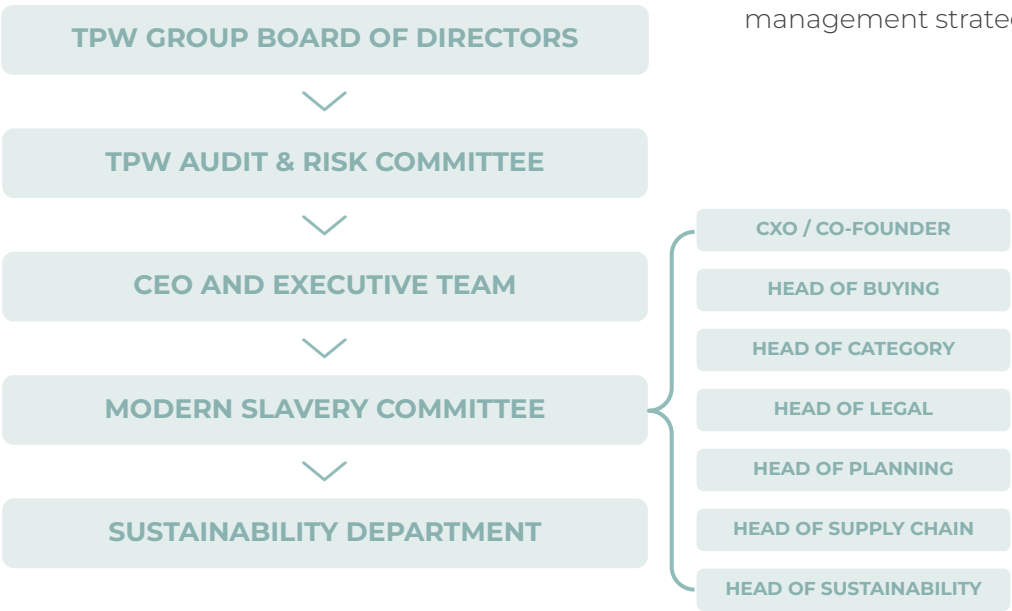 management strate
TPW GROUP BOARD OF DIRECTORS
TPW AUDIT & RISK COMMITTEE
CEO AND EXECUTIVE TEAM
MODERN SLAVERY COMMITTEE
SUSTAINABILITY DEPARTMENT
CXO / CO-FOUNDER
HEAD OF BUYING
HEAD OF CATEGORY
HEAD OF LEGAL
HEAD OF PLANNING
HEAD OF SUPPLY CHAIN
HEAD OF SUSTAINABILITY